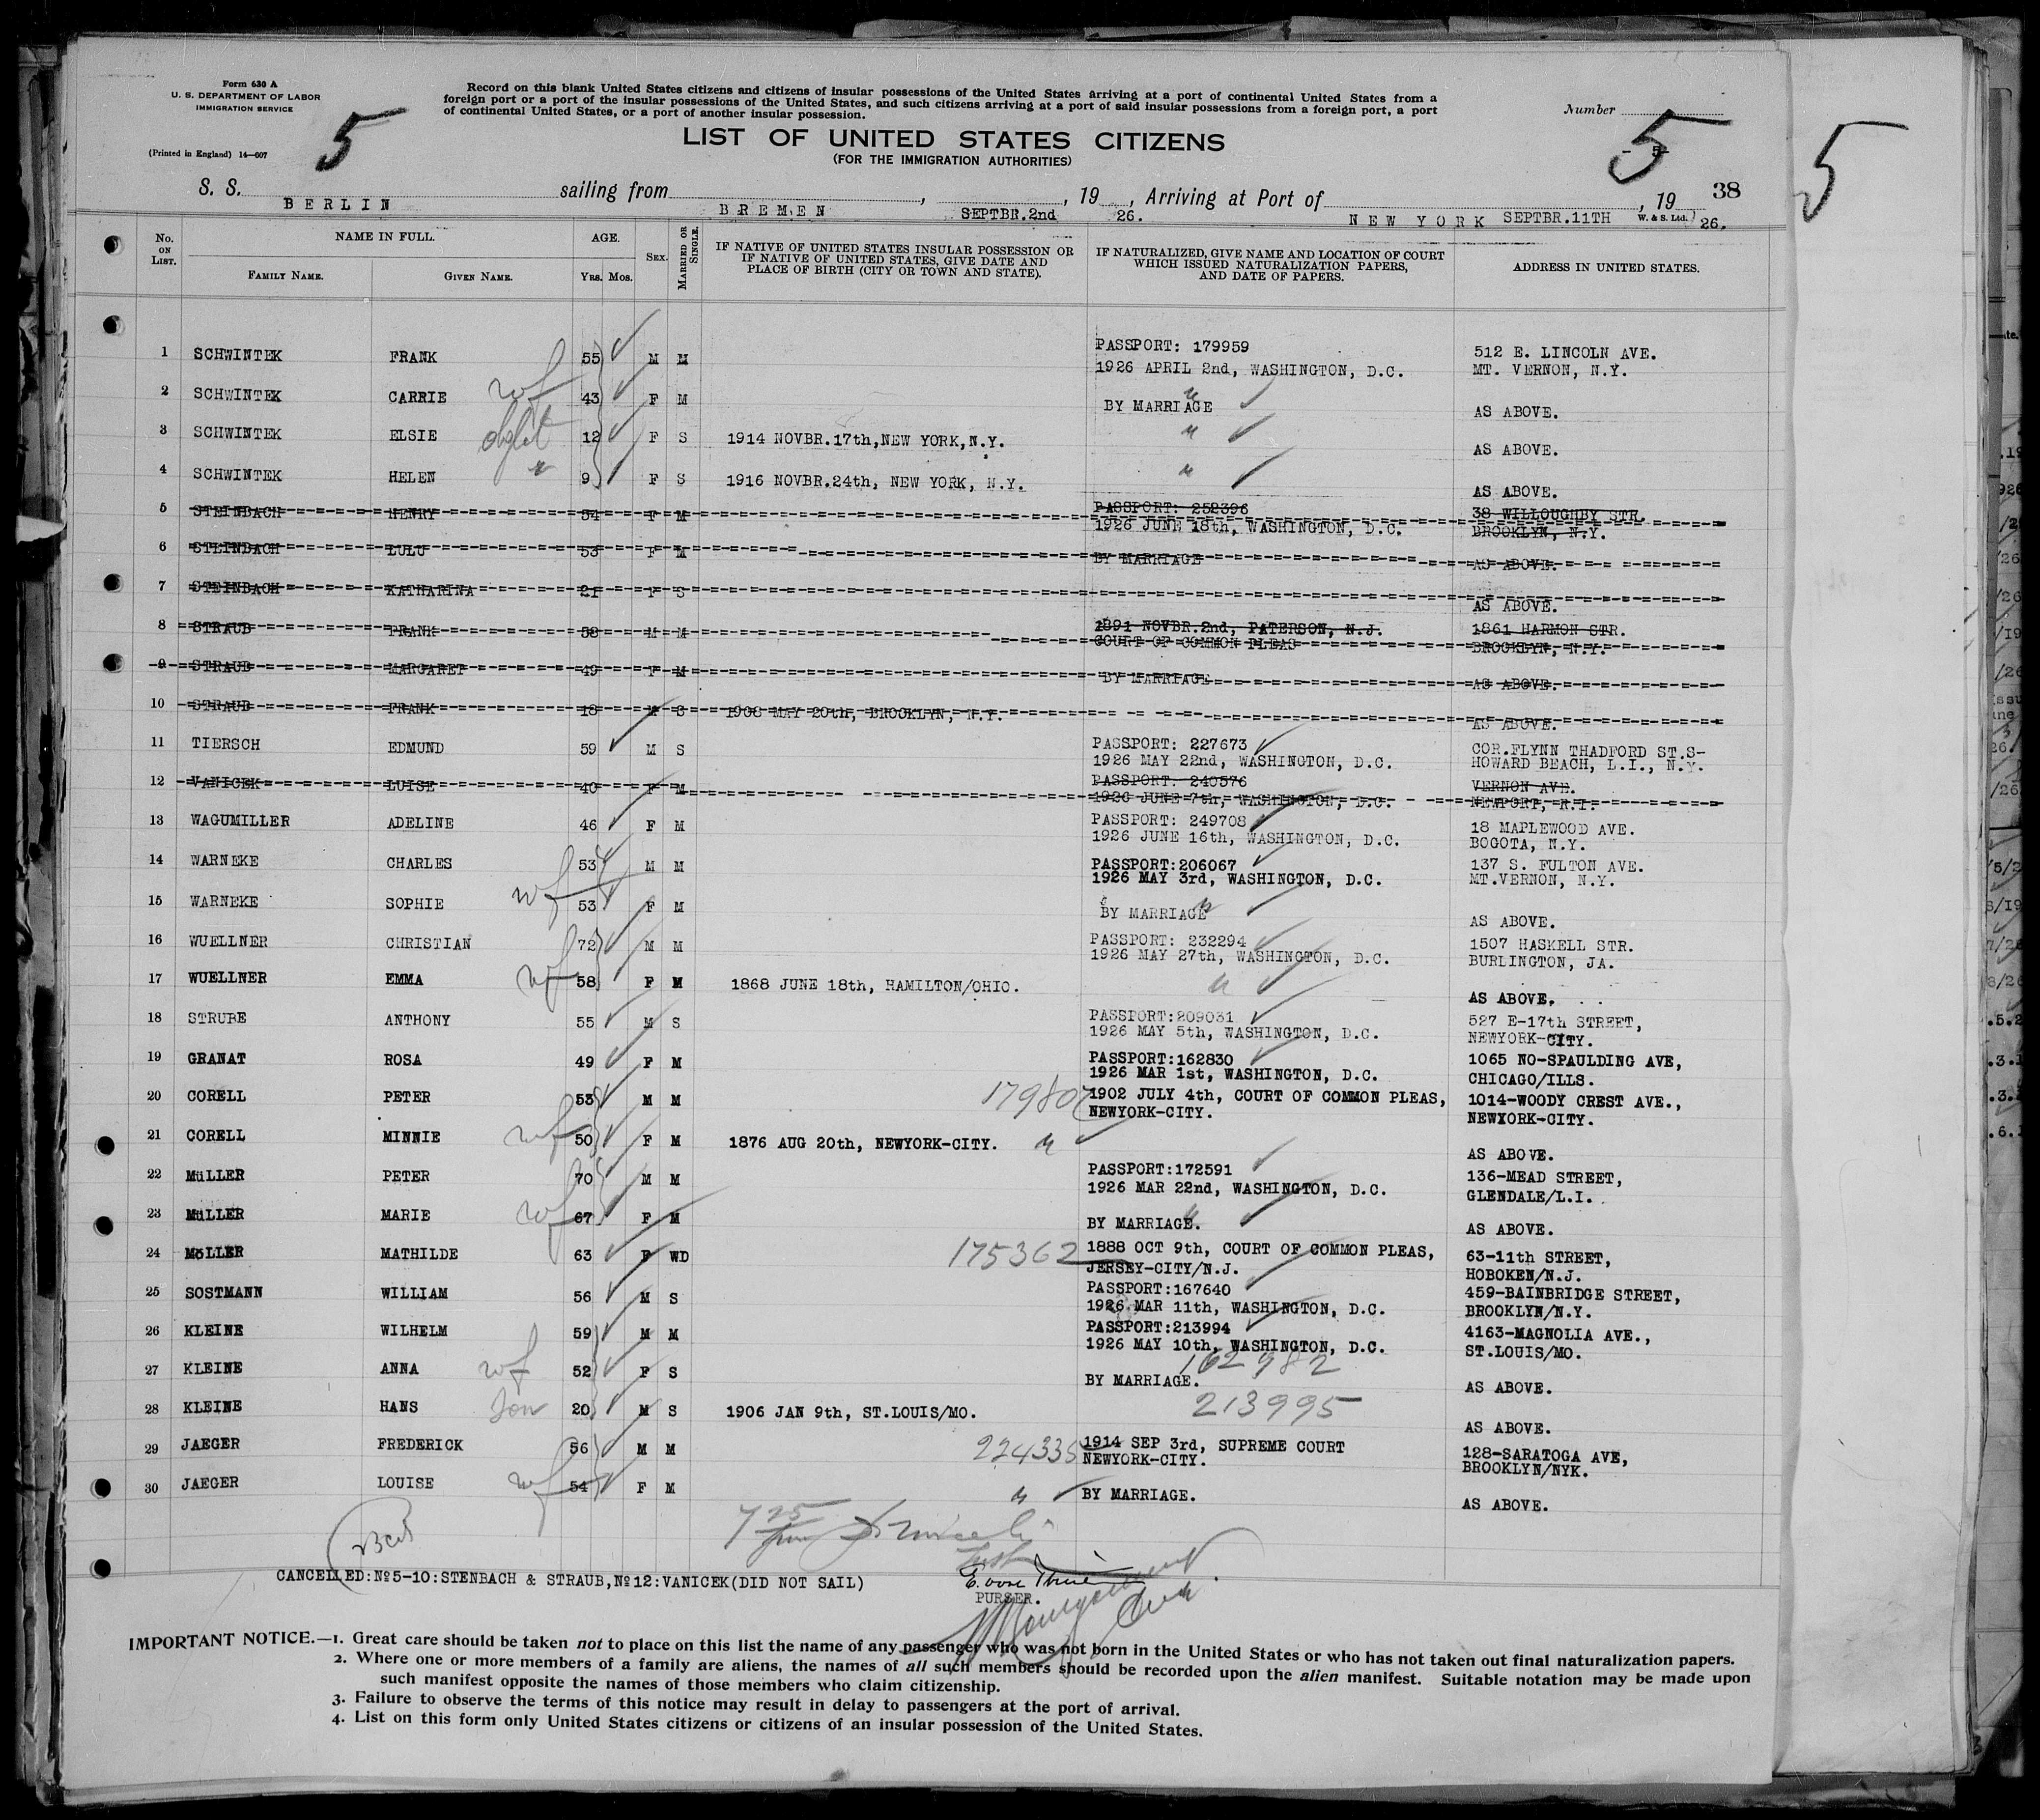 Form 630 A
U. S. DEPARTMENT OF LABOR
IMMIGRATION SERVICE
(Printed in England) 14—607
5
Record on this blank United States citizens and citizens of insular possessions of the United States arriving at a port of continental United States from a
foreign port or a port of the insular possessions of the United States, and such citizens arriving at a port of said insular possessions from a foreign port, a port
of continental United States, or a port of another insular possession.
Number
- 5-
5
5
LIST OF UNITED STATES CITIZENS
(FOR THE IMMIGRATION AUTHORITIES)
38
S. S. BERLIN sailing from BREMEN, SEPTBR.2nd, 19 26., Arriving at Port of NEW YORK SEPTBR.11TH, 19 26.
W. & S. Ltd.
No. ON LIST. NAME IN FULL. AGE. SEX. MARRIED OR SINGLE. IF NATIVE OF UNITED STATES INSULAR POSSESSION OR IF NATIVE OF UNITED STATES, GIVE DATE AND PLACE OF BIRTH (CITY OR TOWN AND STATE). IF NATURALIZED, GIVE NAME AND LOCATION OF COURT WHICH ISSUED NATURALIZATION PAPERS, AND DATE OF PAPERS. ADDRESS IN UNITED STATES.
FAMILY NAME. GIVEN NAME. YRS. MOS.
1 SCHWINTEK FRANK 55 M M PASSPORT: 179959 512 E. LINCOLN AVE.
1926 APRIL 2nd, WASHINGTON, D.C. MT. VERNON, N.Y.
2 SCHWINTEK CARRIE wf 43 F M BY MARRIAGE " AS ABOVE.
3 SCHWINTEK ELSIE dght 12 F S 1914 NOVBR.17th,NEW YORK,N.Y. " AS ABOVE.
4 SCHWINTEK HELEN " 9 F S 1916 NOVBR.24th, NEW YORK, N.Y. " AS ABOVE.
5 STEINBACH HENRY 54 F M PASSPORT: 252396 38 WILLOUGHBY STR.
1926 JUNE 18th, WASHINGTON, D.C. BROOKLYN, N.Y.
6 STEINBACH LULU 53 F M BY MARRIAGE AS ABOVE.
7 STEINBACH KATHARINA 21 F S AS ABOVE.
8 STRAUB FRANK 58 M M 1891 NOVBR.2nd, PATERSON, N.J. 1861 HARMON STR.
COURT OF COMMON PLEAS BROOKLYN, N.Y.
9 STRAUB MARGARET 49 F M BY MARRIAGE AS ABOVE.
10 STRAUB FRANK 18 M S 1908 MAY 20th, BROOKLYN, N.Y. AS ABOVE.
11 TIERSCH EDMUND 59 M S PASSPORT: 227673 COR.FLYNN THADFORD ST.S-
1926 MAY 22nd, WASHINGTON, D.C. HOWARD BEACH, L.I., N.Y.
12 VANICEK LUISE 40 F M PASSPORT: 240576 VERNON AVE.
1926 JUNE 7th, WASHINGTON, D.C. NEWPORT, R.I.
13 WAGUMILLER ADELINE 46 F M PASSPORT: 249708 18 MAPLEWOOD AVE.
1926 JUNE 16th, WASHINGTON, D.C. BOGOTA, N.Y.
14 WARNEKE CHARLES 53 M M PASSPORT:206067 137 S. FULTON AVE.
1926 MAY 3rd, WASHINGTON, D.C. MT.VERNON, N.Y.
15 WARNEKE SOPHIE wf 53 F M BY MARRIAGE " AS ABOVE.
16 WUELLNER CHRISTIAN 72 M M PASSPORT: 232294 1507 HASKELL STR.
1926 MAY 27th, WASHINGTON, D.C. BURLINGTON, JA.
17 WUELLNER EMMA wf 58 F M 1868 JUNE 18th, HAMILTON/OHIO. " AS ABOVE.
18 STRUBE ANTHONY 55 M S PASSPORT:209031 527 E-17th STREET,
1926 MAY 5th, WASHINGTON, D.C. NEWYORK-CITY.
19 GRANAT ROSA 49 F M PASSPORT:162830 1065 NO-SPAULDING AVE,
1926 MAR 1st, WASHINGTON, D.C. CHICAGO/ILLS.
20 CORELL PETER 53 M M 179807 1902 JULY 4th, COURT OF COMMON PLEAS, 1014-WOODY CREST AVE.,
NEWYORK-CITY. NEWYORK-CITY.
21 CORELL MINNIE wf 50 F M 1876 AUG 20th, NEWYORK-CITY. " AS ABOVE.
22 MüLLER PETER 70 M M PASSPORT:172591 136-MEAD STREET,
1926 MAR 22nd, WASHINGTON, D.C. GLENDALE/L.I.
23 MüLLER MARIE wf 67 F M BY MARRIAGE. " AS ABOVE.
24 MöLLER MATHILDE 63 F WD 175362 1888 OCT 9th, COURT OF COMMON PLEAS, 63-11th STREET,
JERSEY-CITY/N.J. HOBOKEN/N.J.
25 SOSTMANN WILLIAM 56 M S PASSPORT:167640 459-BAINBRIDGE STREET,
1926 MAR 11th, WASHINGTON, D.C. BROOKLYN/N.Y.
26 KLEINE WILHELM 59 M M PASSPORT:213994 4163-MAGNOLIA AVE.,
1926 MAY 10th, WASHINGTON, D.C. ST.LOUIS/MO.
27 KLEINE ANNA wf 52 F S BY MARRIAGE. 162982 AS ABOVE.
28 KLEINE HANS Son 20 M S 1906 JAN 9th, ST.LOUIS/MO. 213995 AS ABOVE.
29 JAEGER FREDERICK 56 M M 224335 1914 SEP 3rd, SUPREME COURT 128-SARATOGA AVE,
NEWYORK-CITY. BROOKLYN/NYK.
30 JAEGER LOUISE wf 54 F M " BY MARRIAGE. AS ABOVE.
CANCELLED:№5-10:STENBACH & STRAUB,№12:VANICEK(DID NOT SAIL)
PURSER.
IMPORTANT NOTICE.—1. Great care should be taken not to place on this list the name of any passenger who was not born in the United States or who has not taken out final naturalization papers.
2. Where one or more members of a family are aliens, the names of all such members should be recorded upon the alien manifest. Suitable notation may be made upon
such manifest opposite the names of those members who claim citizenship.
3. Failure to observe the terms of this notice may result in delay to passengers at the port of arrival.
4. List on this form only United States citizens or citizens of an insular possession of the United States.